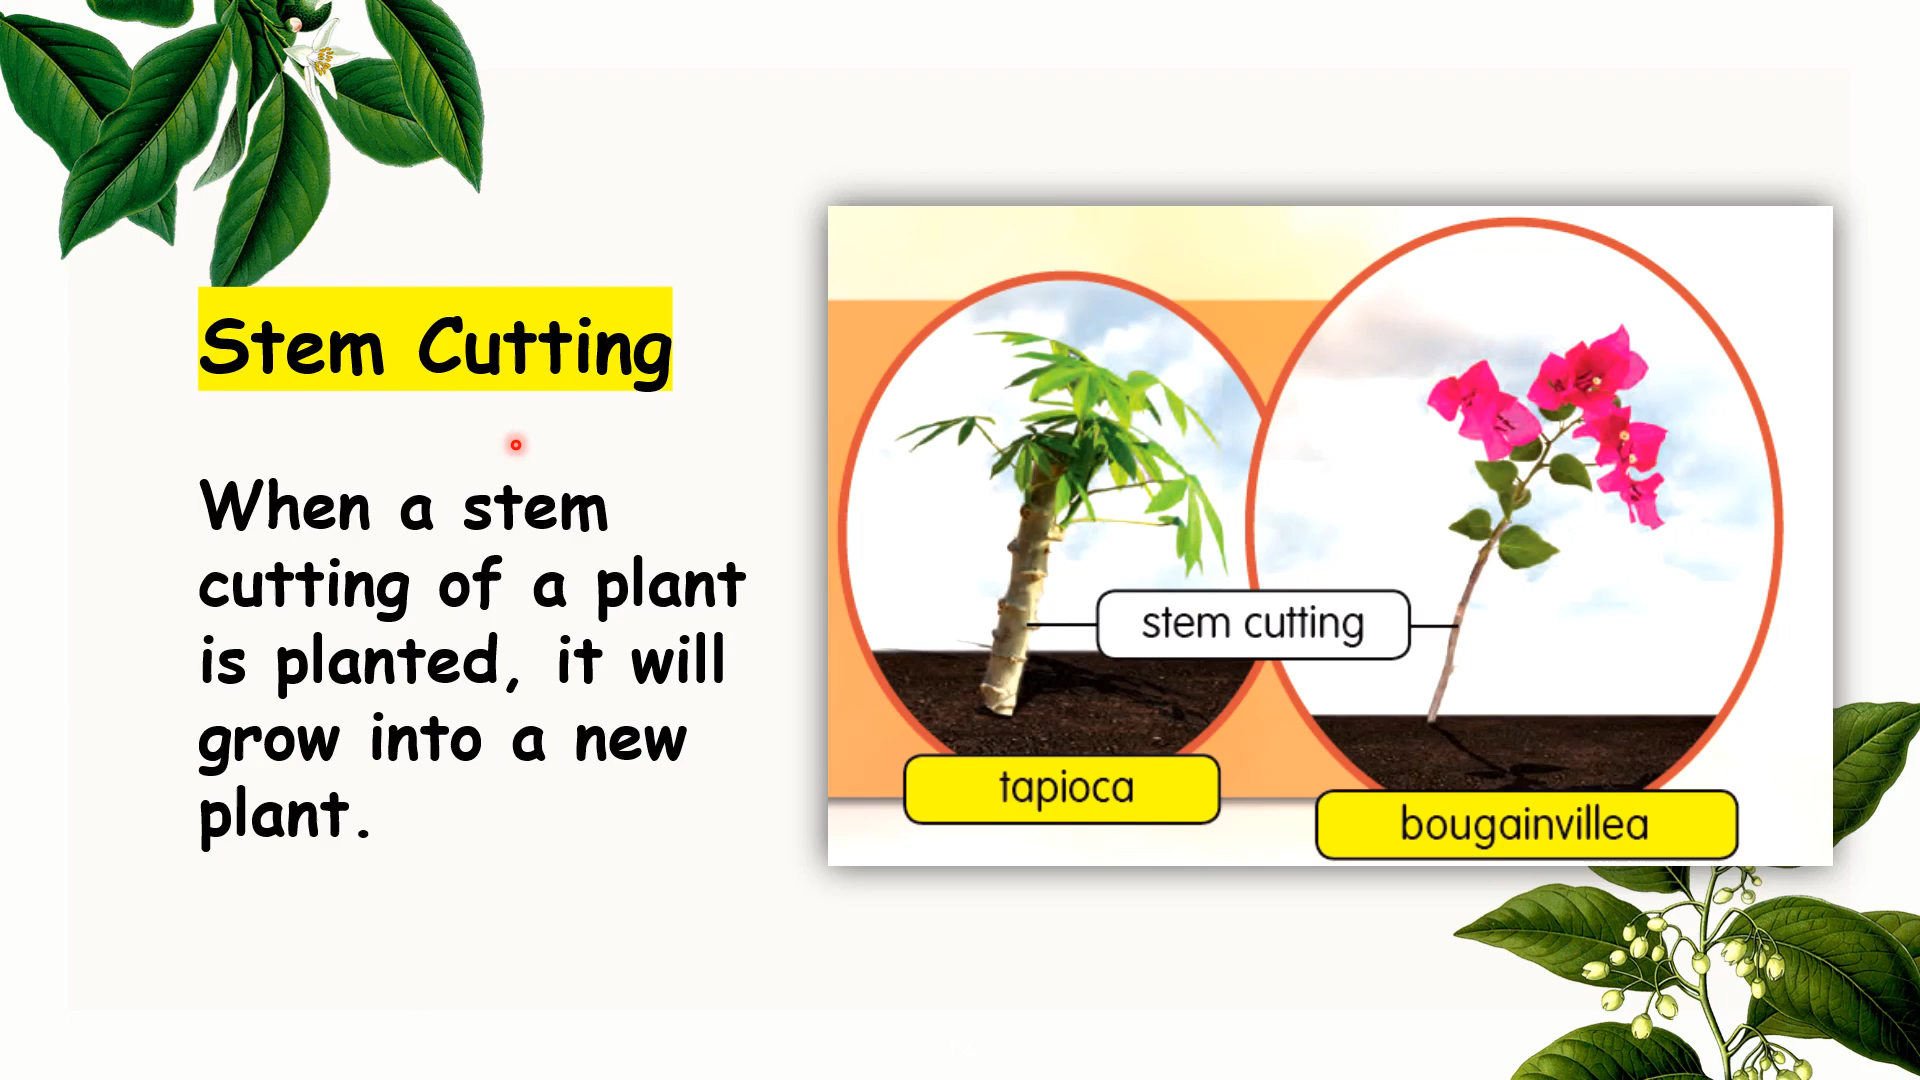 Stem Cutting
When a stem
cutting of a plant
is planted, it will
grow into a new
plant.
stem cutting
tapioca
bougainvillea